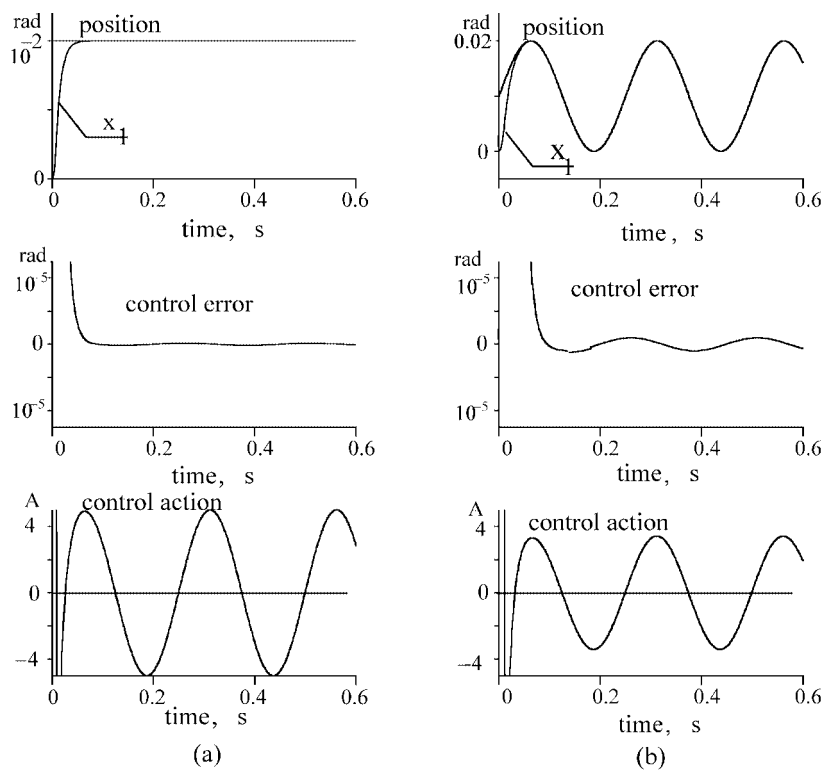 rad
position
10⁻²
x₁
0
0 0.2 0.4 0.6
time, s
rad
10⁻⁵
control error
0
10⁻⁵
0 0.2 0.4 0.6
time, s
A
control action
4
0
−4
0 0.2 0.4 0.6
time, s
(a)
rad
position
0.02
x₁
0
0 0.2 0.4 0.6
time, s
rad
10⁻⁵
control error
0
10⁻⁵
0 0.2 0.4 0.6
time, s
A
control action
4
0
−4
0 0.2 0.4 0.6
time, s
(b)